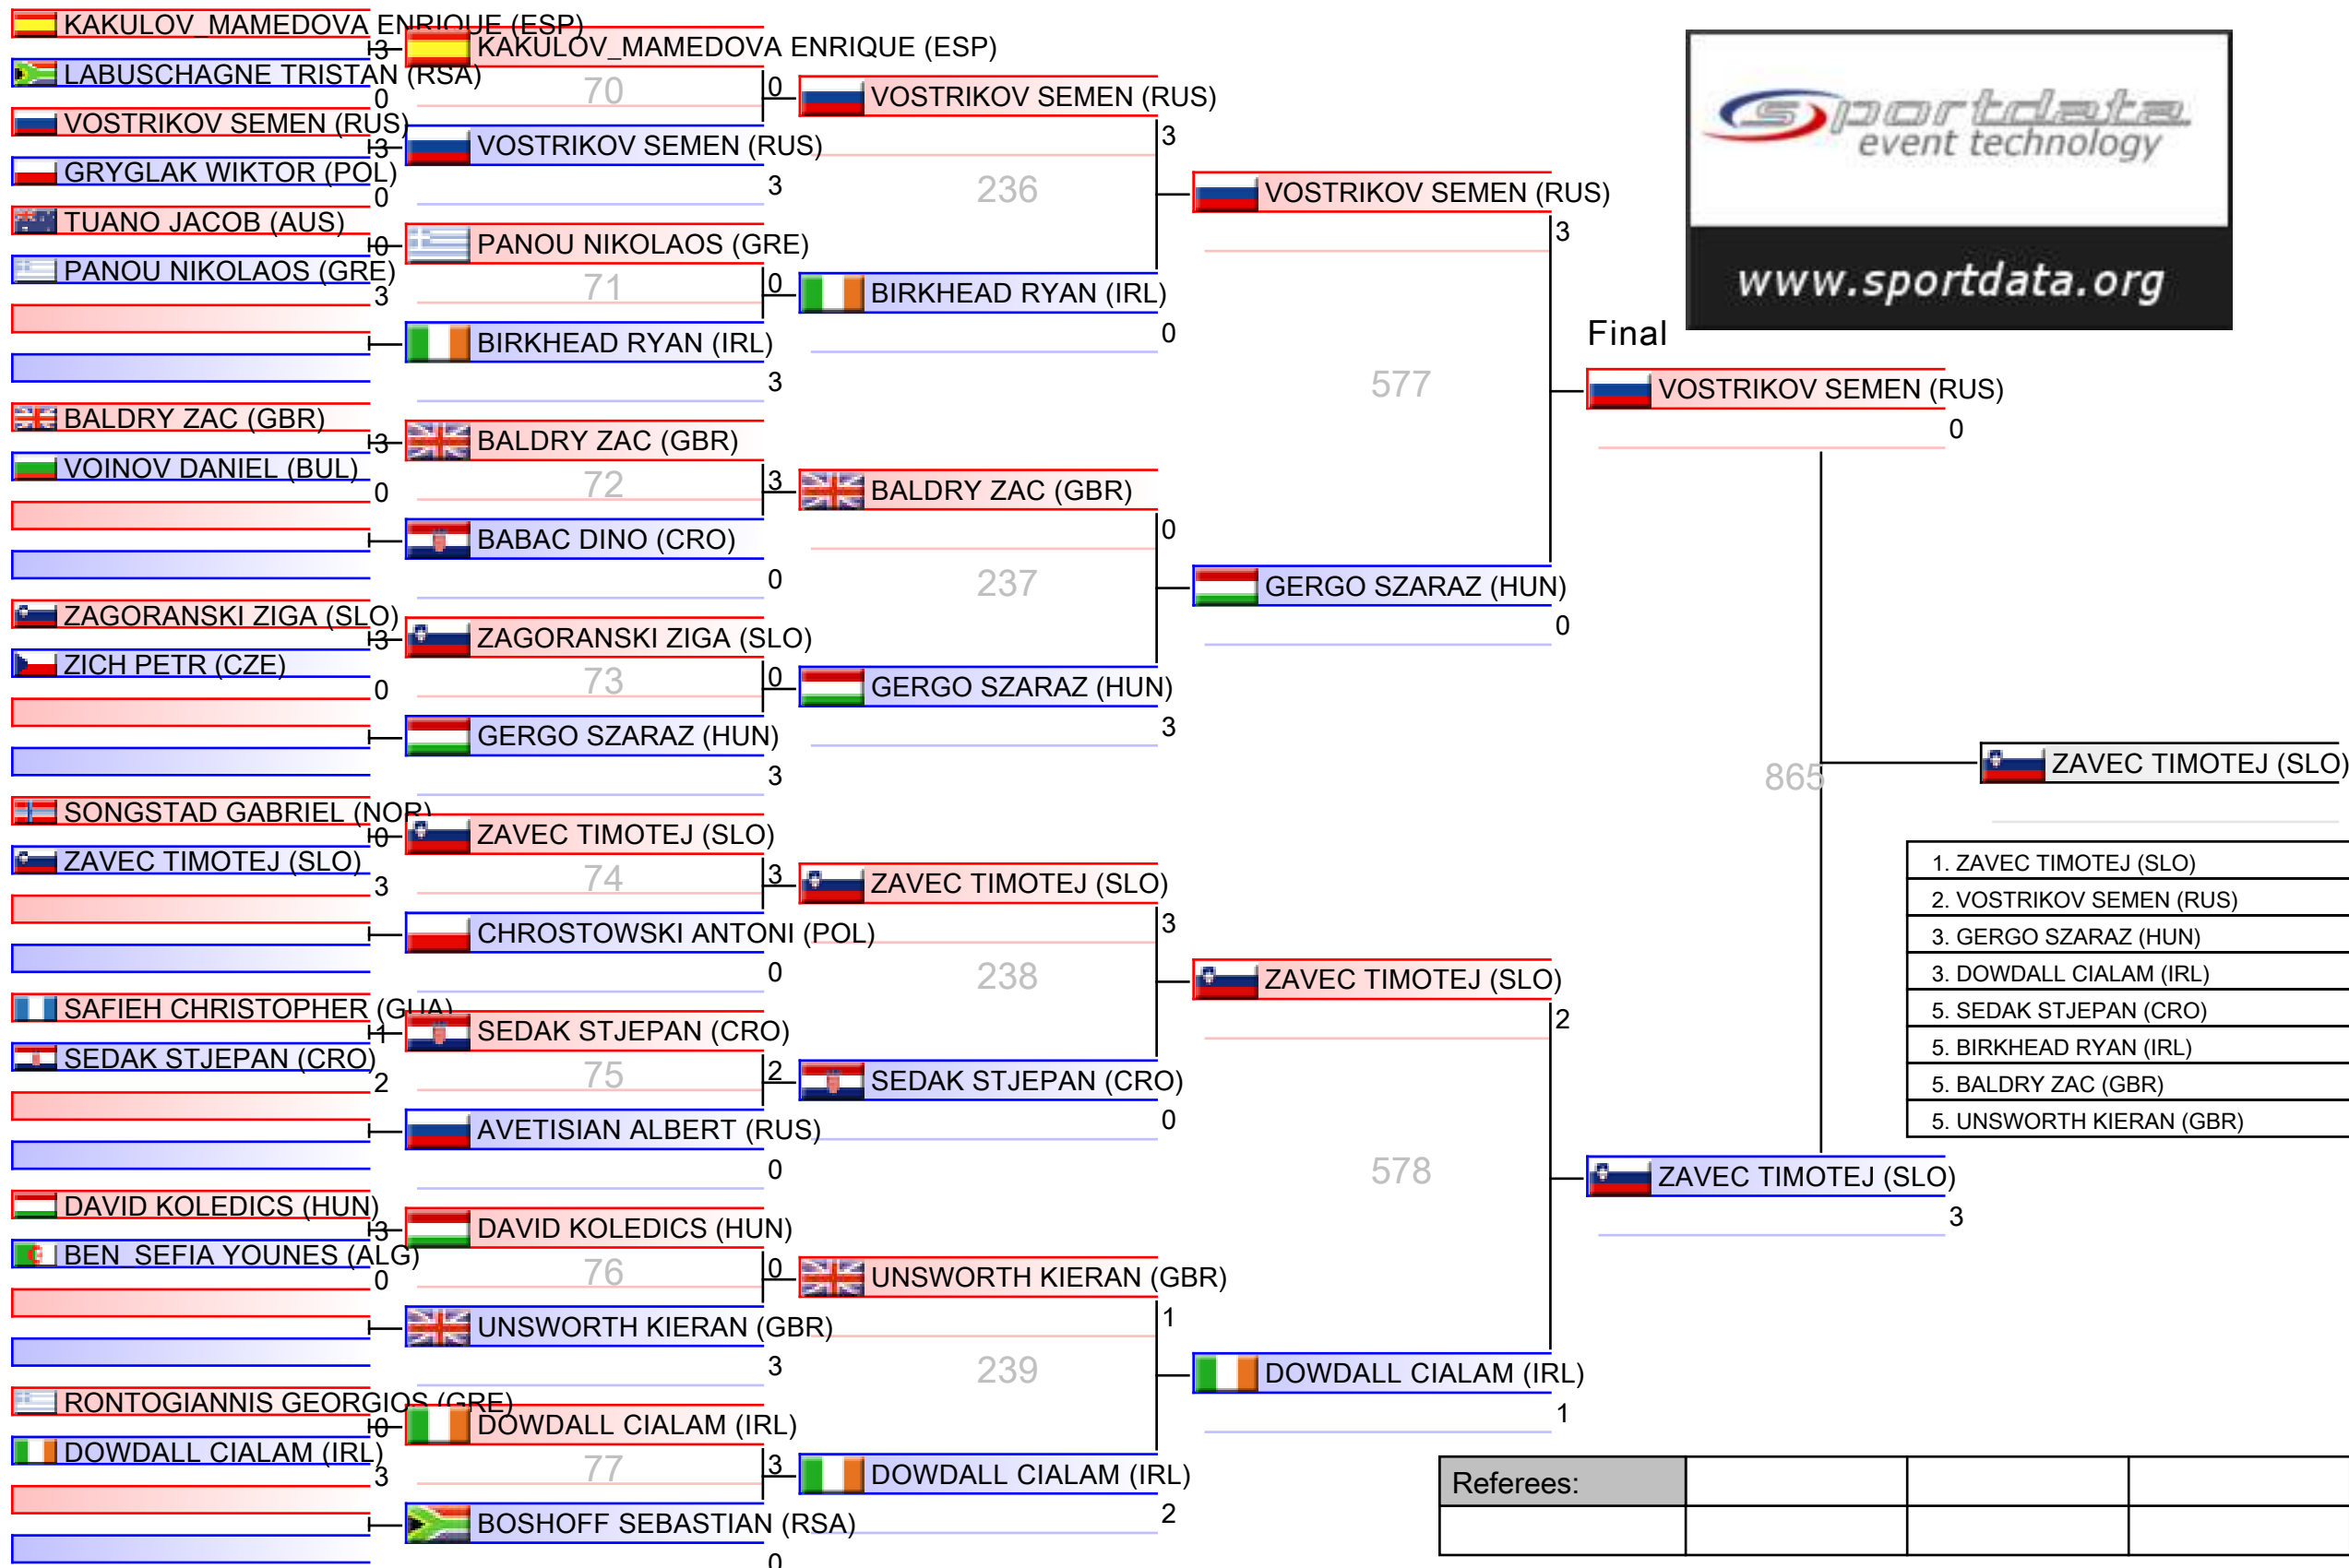 KAKULOV_MAMEDOVA ENRIQUE (ESP)
3
LABUSCHAGNE TRISTAN (RSA)
0
VOSTRIKOV SEMEN (RUS)
3
GRYGLAK WIKTOR (POL)
0
TUANO JACOB (AUS)
0
PANOU NIKOLAOS (GRE)
3
BALDRY ZAC (GBR)
3
VOINOV DANIEL (BUL)
0
ZAGORANSKI ZIGA (SLO)
3
ZICH PETR (CZE)
0
SONGSTAD GABRIEL (NOR)
0
ZAVEC TIMOTEJ (SLO)
3
SAFIEH CHRISTOPHER (GUA)
1
SEDAK STJEPAN (CRO)
2
DAVID KOLEDICS (HUN)
3
BEN_SEFIA YOUNES (ALG)
0
RONTOGIANNIS GEORGIOS (GRE)
0
DOWDALL CIALAM (IRL)
3
KAKULOV_MAMEDOVA ENRIQUE (ESP)
0
70
VOSTRIKOV SEMEN (RUS)
3
PANOU NIKOLAOS (GRE)
0
71
BIRKHEAD RYAN (IRL)
3
BALDRY ZAC (GBR)
3
72
BABAC DINO (CRO)
0
ZAGORANSKI ZIGA (SLO)
0
73
GERGO SZARAZ (HUN)
3
ZAVEC TIMOTEJ (SLO)
3
74
CHROSTOWSKI ANTONI (POL)
0
SEDAK STJEPAN (CRO)
2
75
AVETISIAN ALBERT (RUS)
0
DAVID KOLEDICS (HUN)
0
76
UNSWORTH KIERAN (GBR)
3
DOWDALL CIALAM (IRL)
3
77
BOSHOFF SEBASTIAN (RSA)
0
VOSTRIKOV SEMEN (RUS)
3
236
BIRKHEAD RYAN (IRL)
0
BALDRY ZAC (GBR)
0
237
GERGO SZARAZ (HUN)
3
ZAVEC TIMOTEJ (SLO)
3
238
SEDAK STJEPAN (CRO)
0
UNSWORTH KIERAN (GBR)
1
239
DOWDALL CIALAM (IRL)
2
VOSTRIKOV SEMEN (RUS)
3
577
GERGO SZARAZ (HUN)
0
ZAVEC TIMOTEJ (SLO)
2
578
DOWDALL CIALAM (IRL)
1
sportdata
event technology
www.sportdata.org
Final
VOSTRIKOV SEMEN (RUS)
0
865
ZAVEC TIMOTEJ (SLO)
3
ZAVEC TIMOTEJ (SLO)
1. ZAVEC TIMOTEJ (SLO)
2. VOSTRIKOV SEMEN (RUS)
3. GERGO SZARAZ (HUN)
3. DOWDALL CIALAM (IRL)
5. SEDAK STJEPAN (CRO)
5. BIRKHEAD RYAN (IRL)
5. BALDRY ZAC (GBR)
5. UNSWORTH KIERAN (GBR)
Referees: